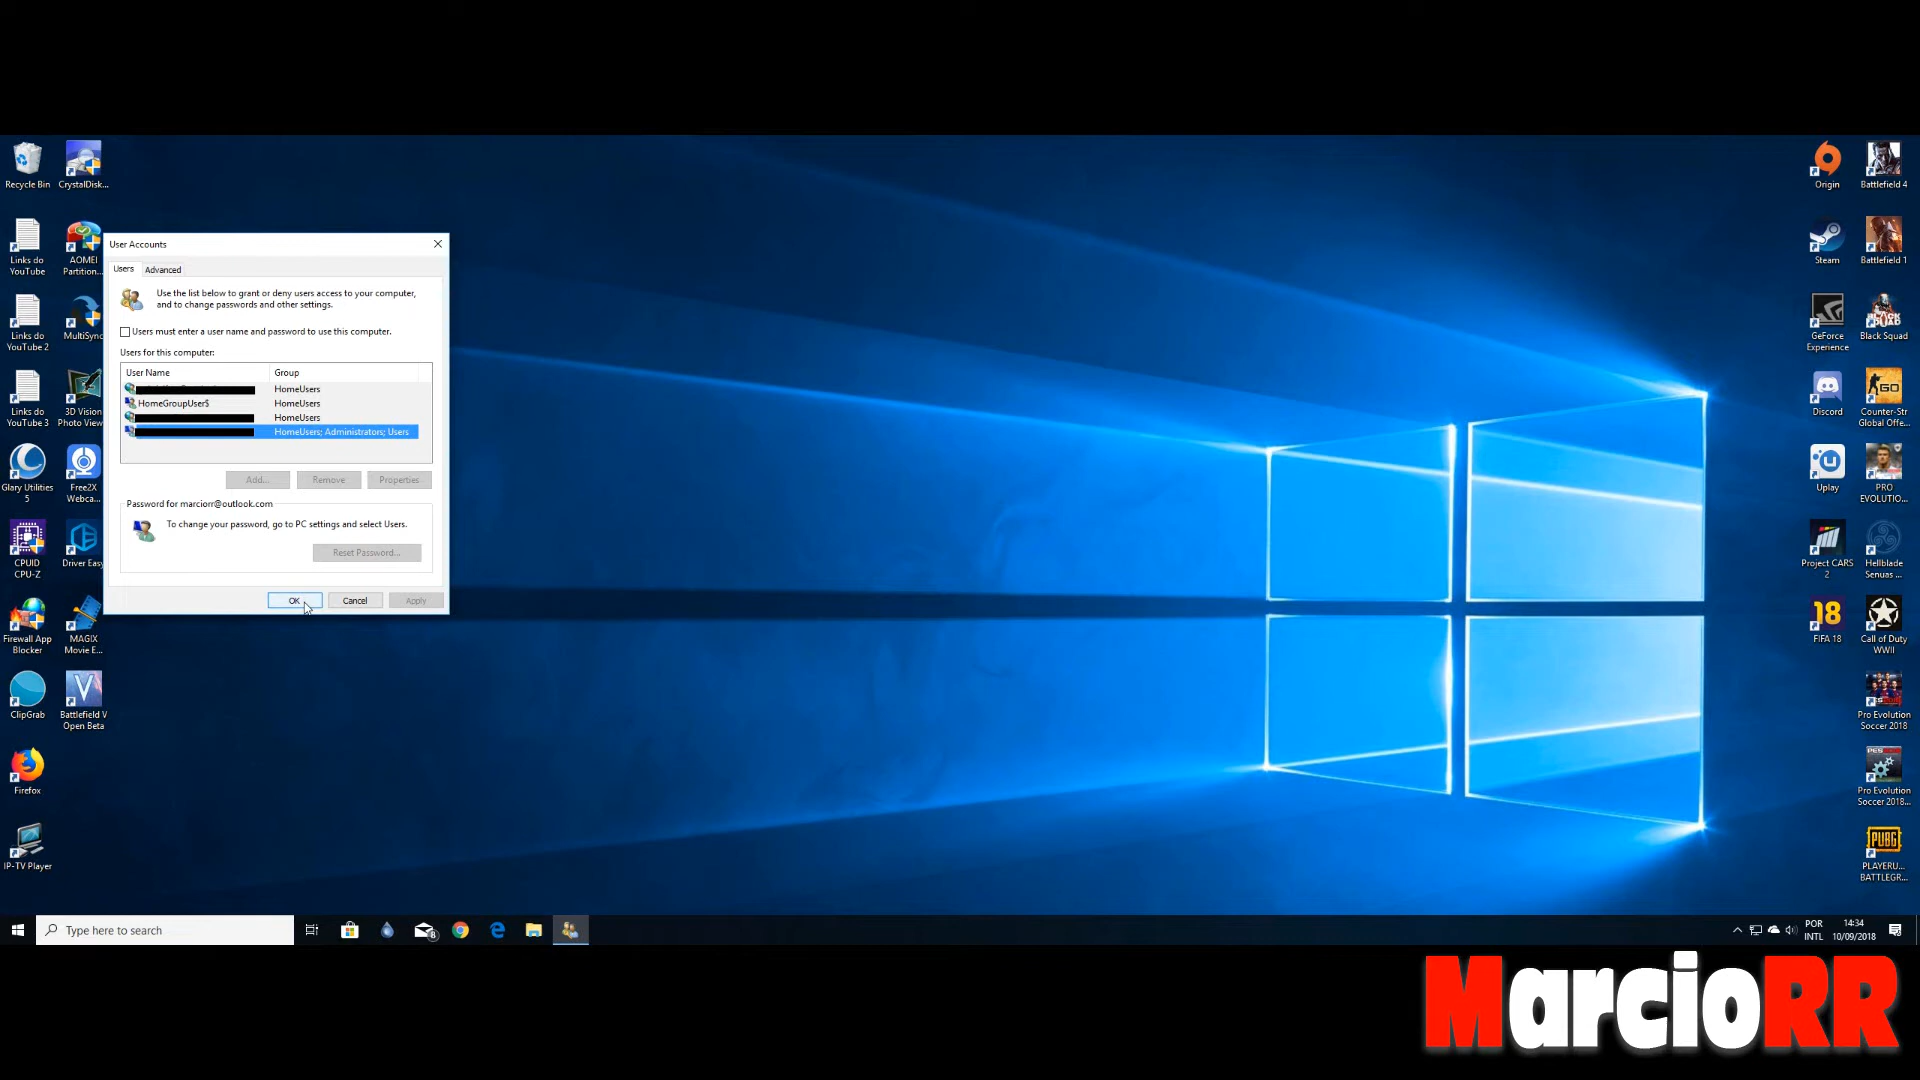 Recycle Bin
CrystalDisk...
Links do
YouTube
AOMEI
Partition...
Links do
YouTube 2
MultiSync
Links do
YouTube 3
3D Vision
Photo View
Glary Utilities
5
Free2X
Webca...
CPUID
CPU-Z
Driver Easy
Firewall App
Blocker
MAGIX
Movie E...
ClipGrab
Battlefield V
Open Beta
Firefox
IP-TV Player
User Accounts
Users
Advanced
Use the list below to grant or deny users access to your computer,
and to change passwords and other settings.
Users must enter a user name and password to use this computer.
Users for this computer:
User Name
Group
HomeUsers
HomeGroupUser$
HomeUsers
HomeUsers
HomeUsers; Administrators; Users
Add...
Remove
Properties
Password for marciorr@outlook.com
To change your password, go to PC settings and select Users.
Reset Password...
OK
Cancel
Apply
Origin
Battlefield 4
Steam
Battlefield 1
GeForce
Experience
BLACK
SQUAD
Black Squad
Discord
GO
Counter-Str
Global Offe...
Uplay
PRO
EVOLUTIO...
Project CARS
2
Hellblade
Senuas ...
18
FIFA 18
Call of Duty
WWII
Pro Evolution
Soccer 2018
Pro Evolution
Soccer 2018...
PUBG
PLAYERU...
BATTLEGR...
Type here to search
8
POR
INTL
14:34
10/09/2018
MarcioRR